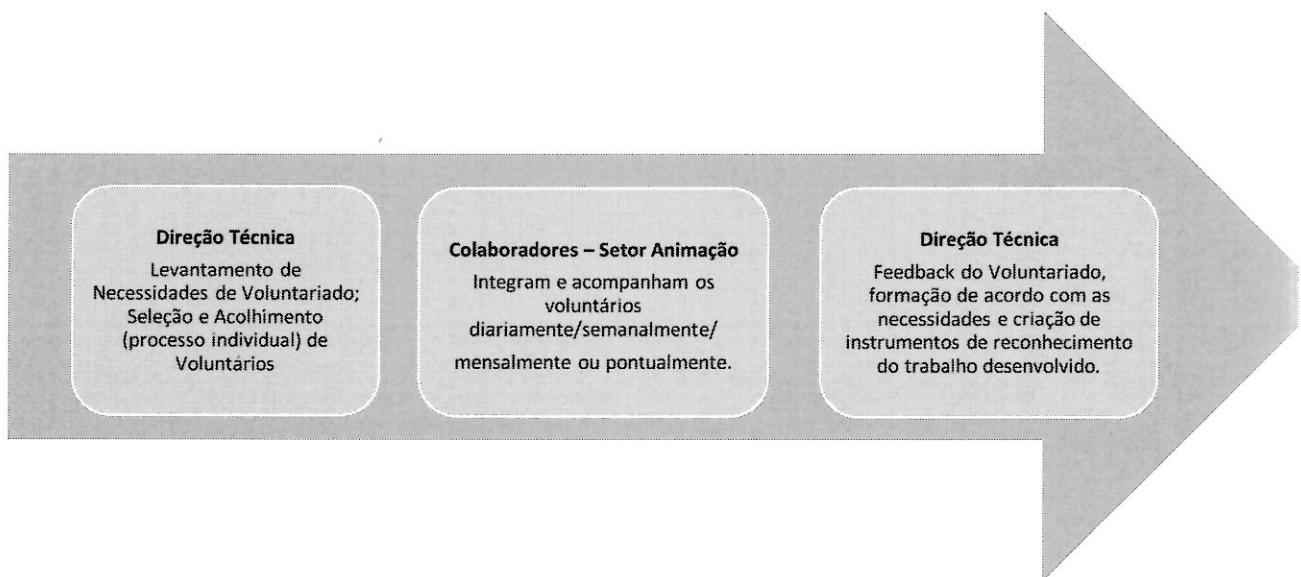 Direção Técnica
Levantamento de
Necessidades de Voluntariado;
Seleção e Acolhimento
(processo individual) de
Voluntários
Colaboradores – Setor Animação
Integram e acompanham os
voluntários
diariamente/semanalmente/
mensalmente ou pontualmente.
Direção Técnica
Feedback do Voluntariado,
formação de acordo com as
necessidades e criação de
instrumentos de reconhecimento
do trabalho desenvolvido.